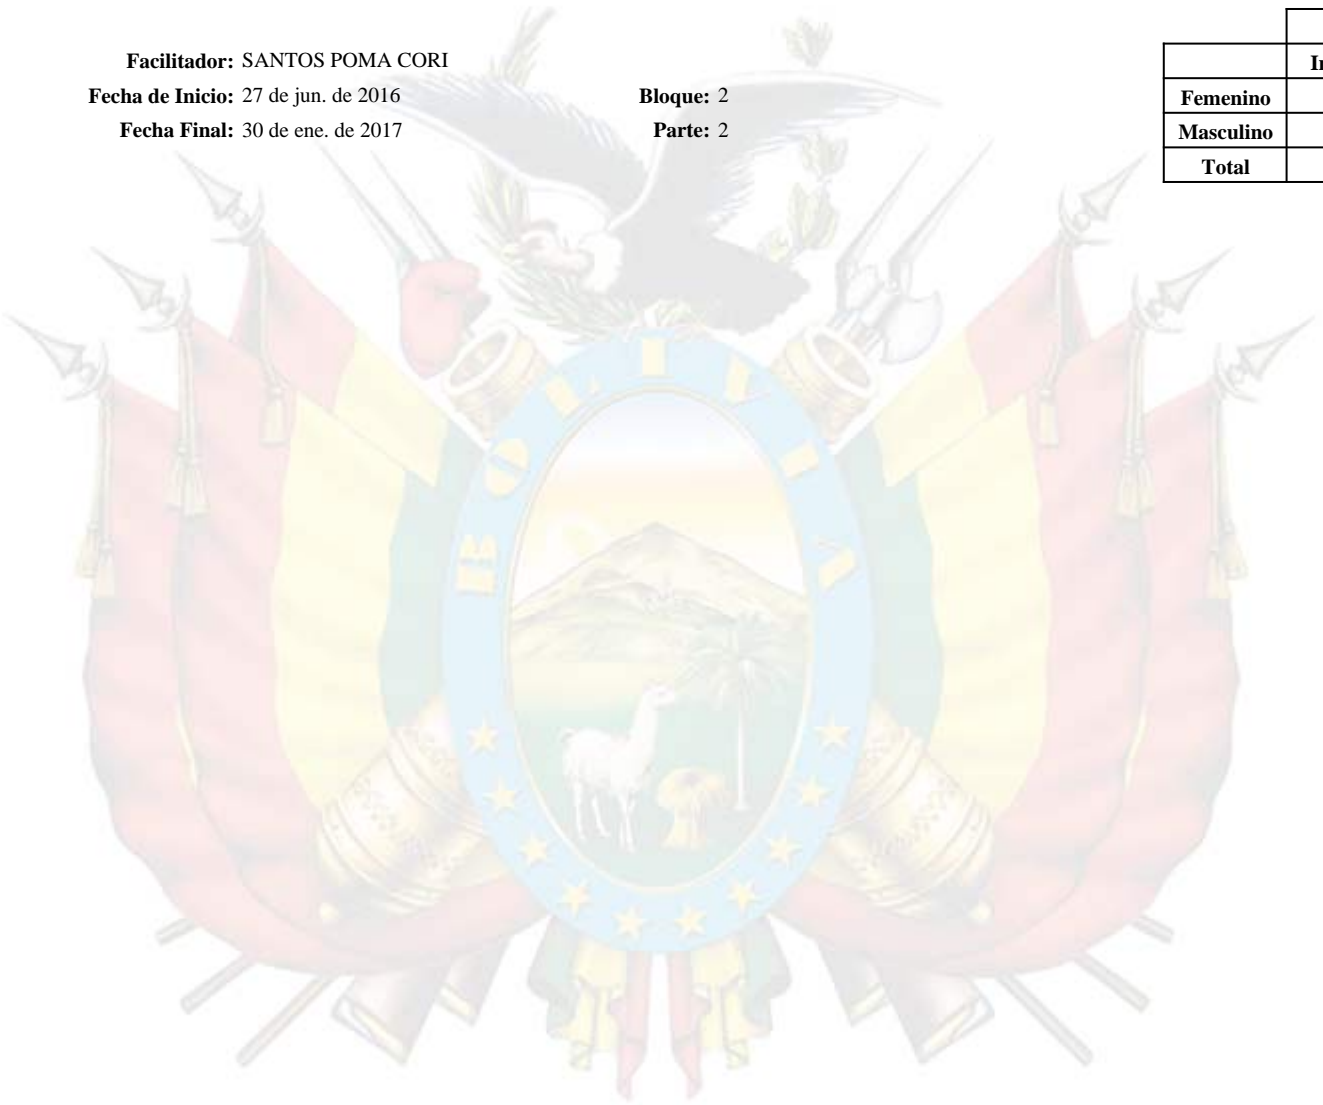 Facilitador: SANTOS POMA CORI
Fecha de Inicio: 27 de jun. de 2016 Bloque: 2
Fecha Final: 30 de ene. de 2017 Parte: 2
Femenino
Masculino
Total
BOLIVIA